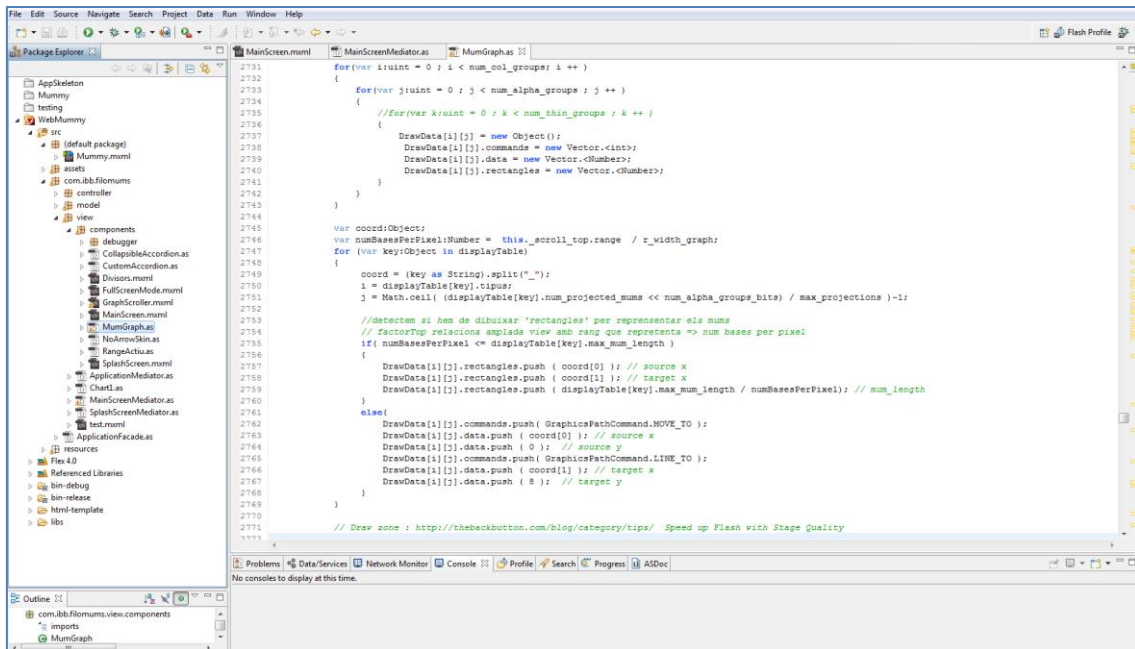 File Edit Source Navigate Search Project Data Run Window Help
Flash Profile
Package Explorer
AppSkeleton
Mummy
testing
WebMummy
src
(default package)
Mummy.mxml
assets
com.ibb.filomums
controller
model
view
components
debugger
CollapsibleAccordion.as
CustomAccordion.as
Divisors.mxml
FullScreenMode.mxml
GraphScroller.mxml
MainScreen.mxml
MumGraph.as
NoArrowSkin.as
RangeActiu.as
SplashScreen.mxml
ApplicationMediator.as
Chart1.as
MainScreenMediator.as
SplashScreenMediator.as
test.mxml
ApplicationFacade.as
resources
Flex 4.0
Referenced Libraries
bin-debug
bin-release
html-template
libs
Outline
com.ibb.filomums.view.components
imports
MumGraph
MainScreen.mxml MainScreenMediator.as MumGraph.as
2731 for(var i:uint = 0 ; i < num_col_groups; i ++ )
2732 {
2733 for(var j:uint = 0 ; j < num_alpha_groups ; j ++ )
2734 {
2735 //for(var k:uint = 0 ; k < num_thin_groups ; k ++ )
2736 {
2737 DrawData[i][j] = new Object();
2738 DrawData[i][j].commands = new Vector.<int>;
2739 DrawData[i][j].data = new Vector.<Number>;
2740 DrawData[i][j].rectangles = new Vector.<Number>;
2741 }
2742 }
2743 }
2744
2745 var coord:Object;
2746 var numBasesPerPixel:Number = this._scroll_top.range / r_width_graph;
2747 for (var key:Object in displayTable)
2748 {
2749 coord = (key as String).split("_");
2750 i = displayTable[key].tipus;
2751 j = Math.ceil( (displayTable[key].num_projected_mums << num_alpha_groups_bits) / max_projections )-1;
2752
2753 //detectem si hem de dibuixar 'rectangles' per reprensentar els mums
2754 // factorTop relaciona amplada view amb rang que repretenta => num bases per pixel
2755 if( numBasesPerPixel <= displayTable[key].max_mum_length )
2756 {
2757 DrawData[i][j].rectangles.push ( coord[0] ); // source x
2758 DrawData[i][j].rectangles.push ( coord[1] ); // target x
2759 DrawData[i][j].rectangles.push ( displayTable[key].max_mum_length / numBasesPerPixel); // mum_length
2760 }
2761 else{
2762 DrawData[i][j].commands.push( GraphicsPathCommand.MOVE_TO );
2763 DrawData[i][j].data.push ( coord[0] ); // source x
2764 DrawData[i][j].data.push ( 0 ); // source y
2765 DrawData[i][j].commands.push( GraphicsPathCommand.LINE_TO );
2766 DrawData[i][j].data.push ( coord[1] ); // target x
2767 DrawData[i][j].data.push ( 8 ); // target y
2768 }
2769 }
2770
2771 // Draw zone : http://thebackbutton.com/blog/category/tips/ Speed up Flash with Stage Quality
Problems Data/Services Network Monitor Console Profile Search Progress ASDoc
No consoles to display at this time.